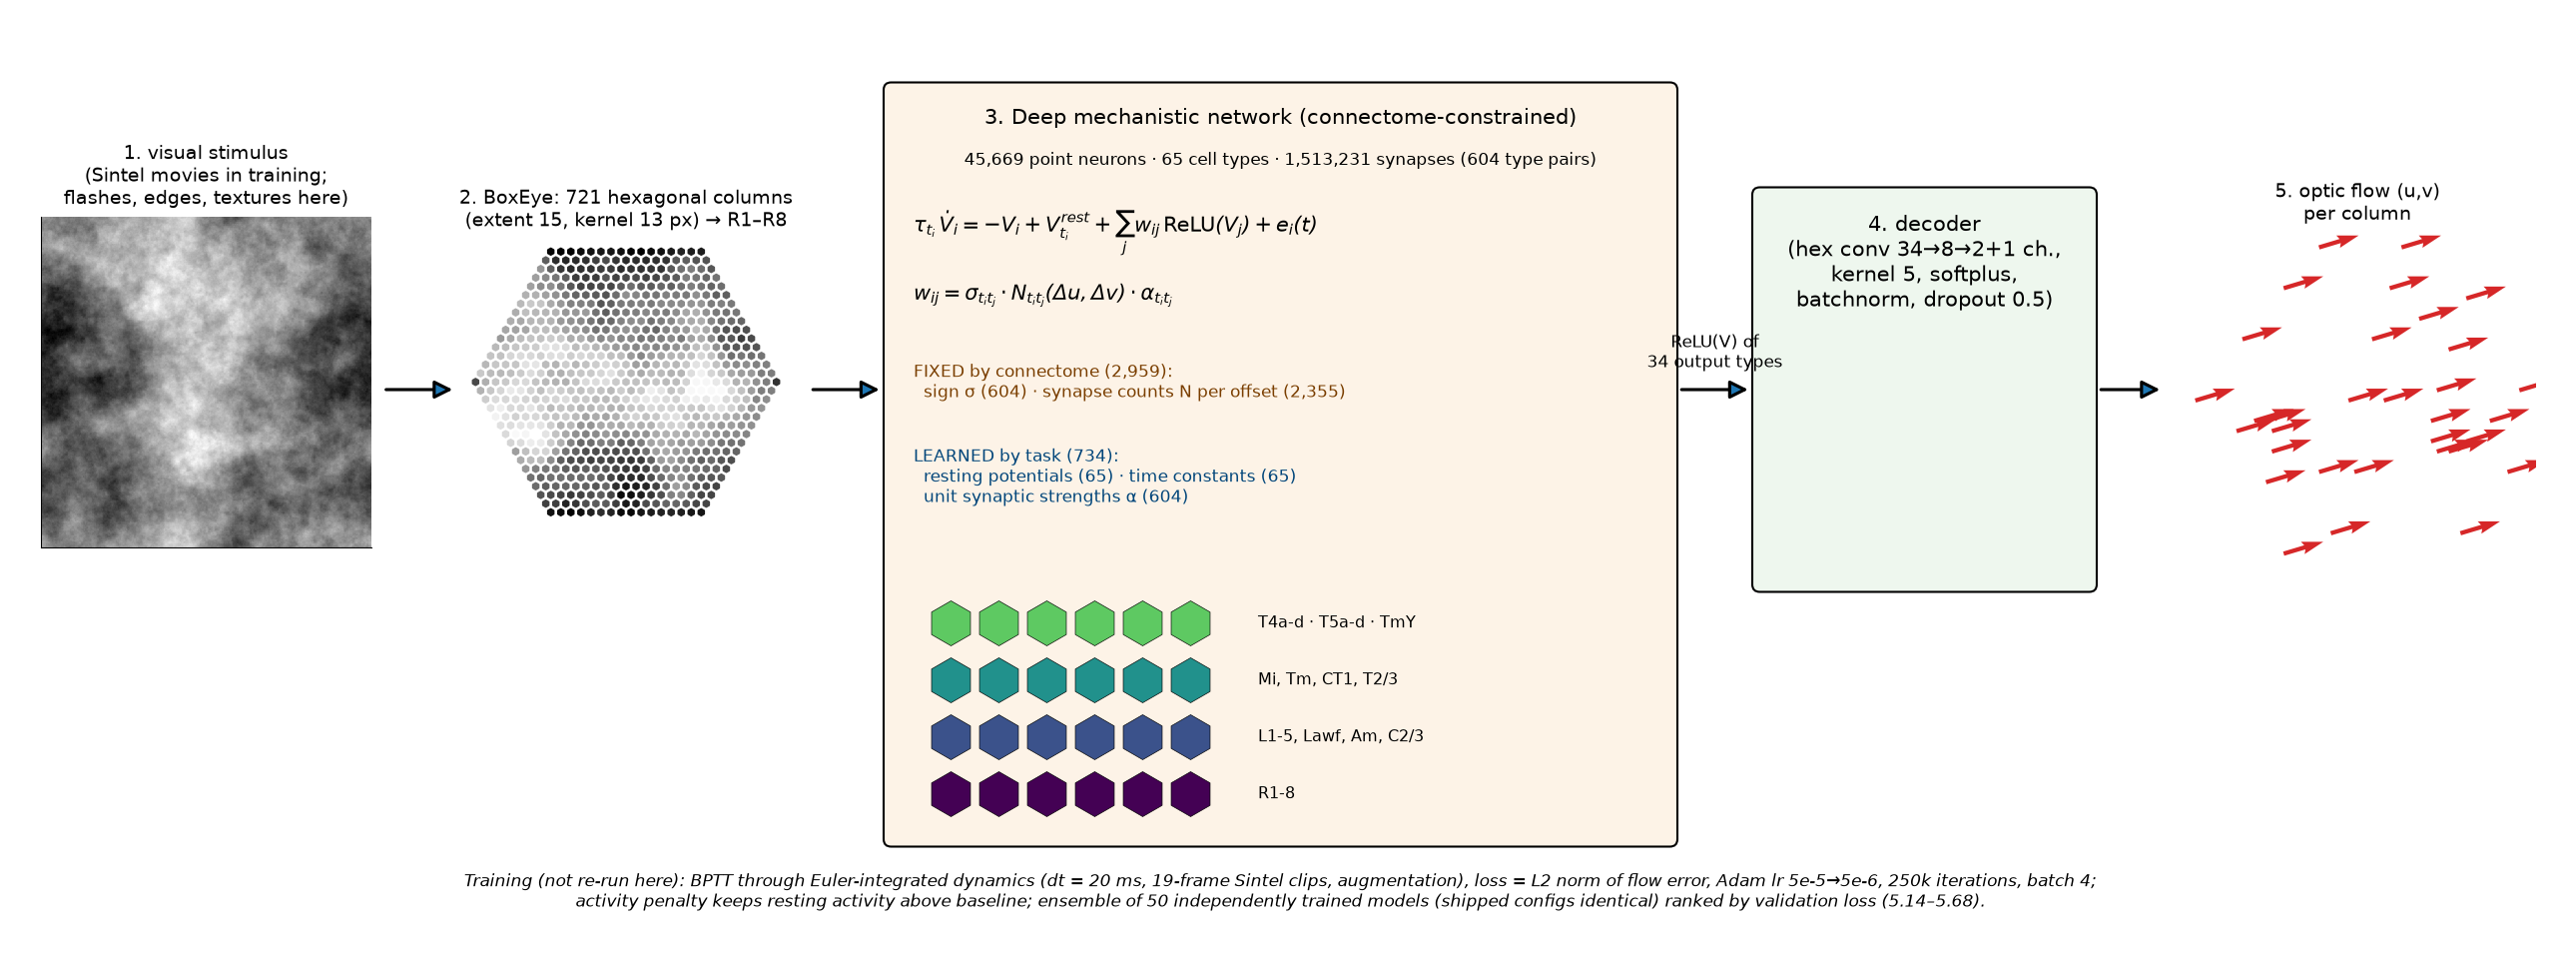 1. visual stimulus
(Sintel movies in training;
flashes, edges, textures here)
2. BoxEye: 721 hexagonal columns
(extent 15, kernel 13 px) → R1–R8
3. Deep mechanistic network (connectome-constrained)
45,669 point neurons · 65 cell types · 1,513,231 synapses (604 type pairs)
τ_{t_i} V̇_i = −V_i + V_{t_i}^{rest} + ∑_j w_{ij} ReLU(V_j) + e_i(t)
w_{ij} = σ_{t_i t_j} · N_{t_i t_j}(Δu, Δv) · α_{t_i t_j}
FIXED by connectome (2,959):
sign σ (604) · synapse counts N per offset (2,355)
LEARNED by task (734):
resting potentials (65) · time constants (65)
unit synaptic strengths α (604)
T4a-d · T5a-d · TmY
Mi, Tm, CT1, T2/3
L1-5, Lawf, Am, C2/3
R1-8
ReLU(V) of
34 output types
4. decoder
(hex conv 34→8→2+1 ch.,
kernel 5, softplus,
batchnorm, dropout 0.5)
5. optic flow (u,v)
per column
Training (not re-run here): BPTT through Euler-integrated dynamics (dt = 20 ms, 19-frame Sintel clips, augmentation), loss = L2 norm of flow error, Adam lr 5e-5→5e-6, 250k iterations, batch 4;
activity penalty keeps resting activity above baseline; ensemble of 50 independently trained models (shipped configs identical) ranked by validation loss (5.14–5.68).